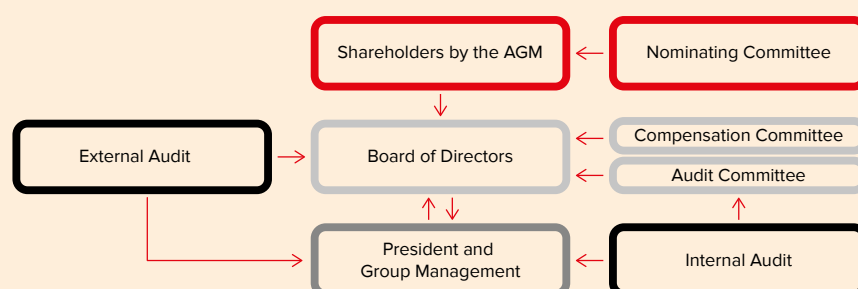 Shareholders by the AGM
Nominating Committee
External Audit
Board of Directors
Compensation Committee
Audit Committee
President and
Group Management
Internal Audit